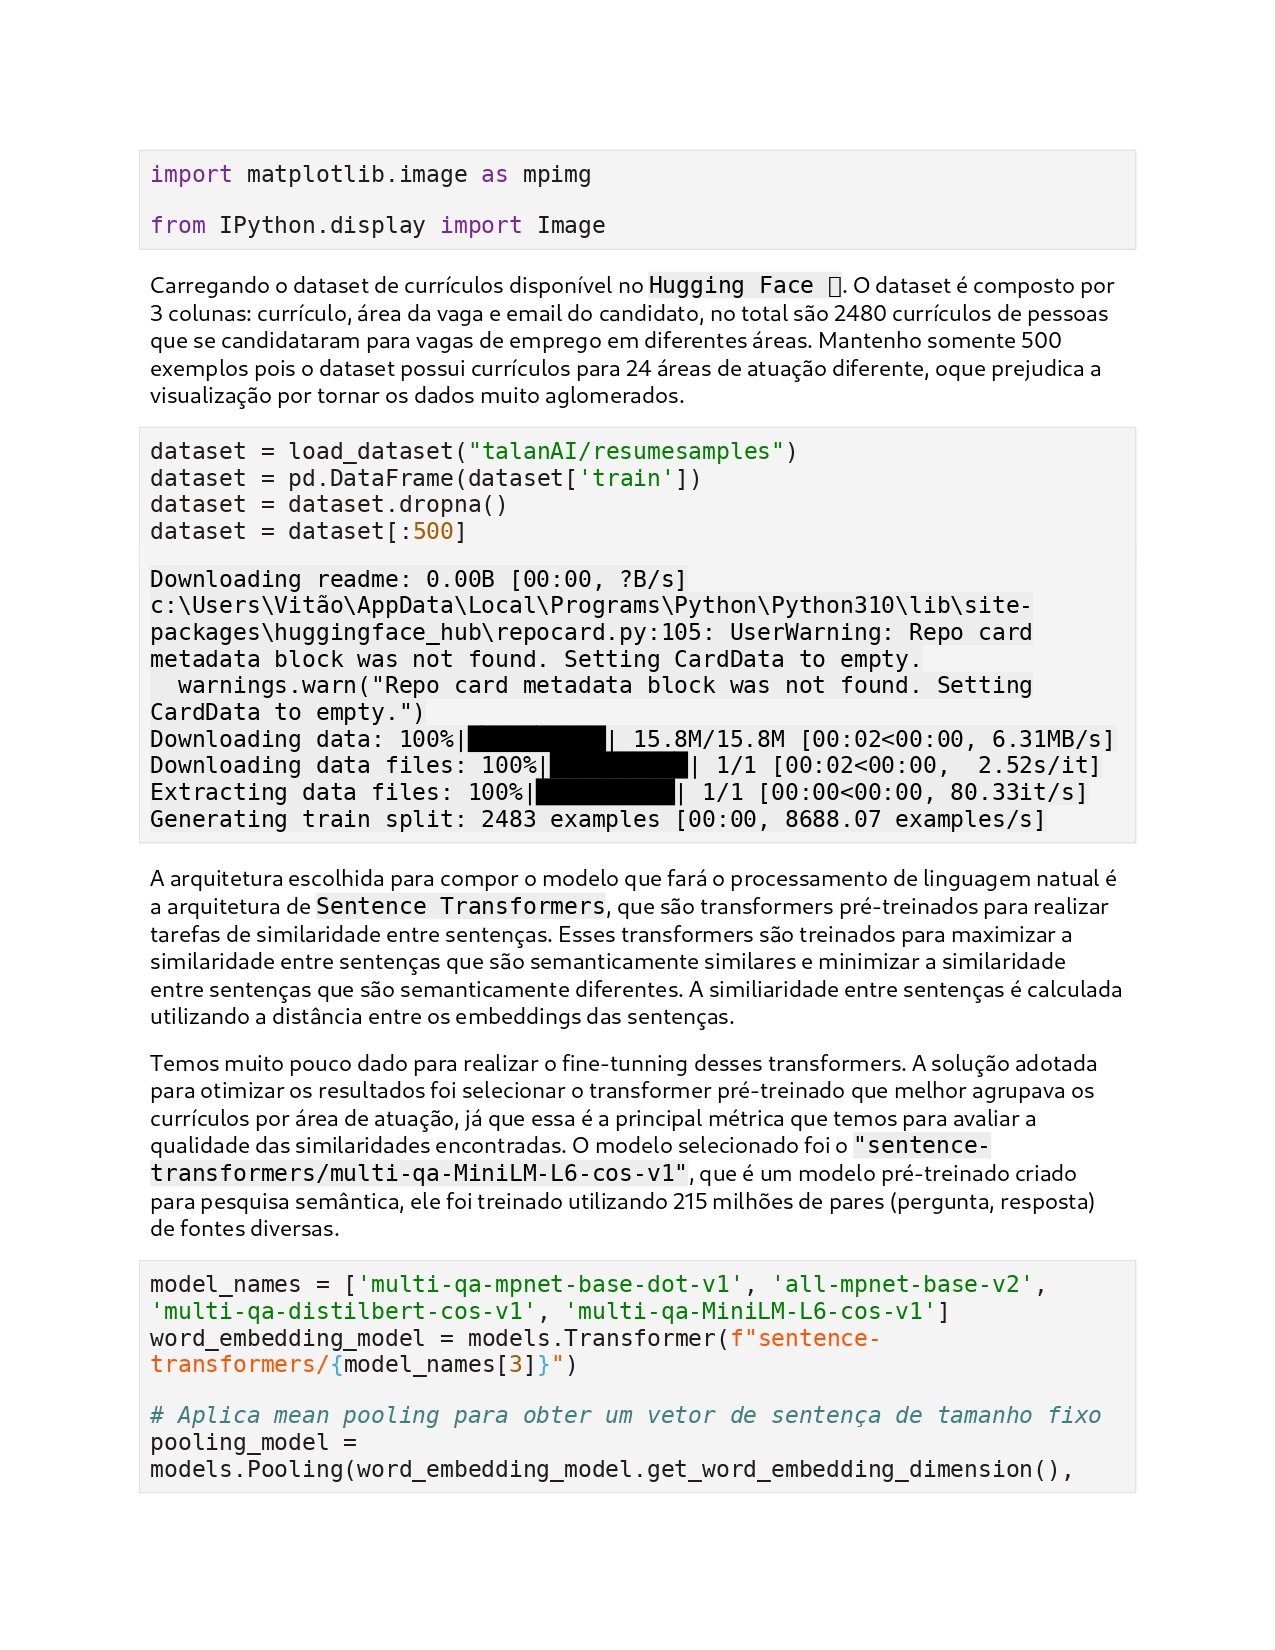 import matplotlib.image as mpimg
from IPython.display import Image
Carregando o dataset de currículos disponível no Hugging Face ▯. O dataset é composto por
3 colunas: currículo, área da vaga e email do candidato, no total são 2480 currículos de pessoas
que se candidataram para vagas de emprego em diferentes áreas. Mantenho somente 500
exemplos pois o dataset possui currículos para 24 áreas de atuação diferente, oque prejudica a
visualização por tornar os dados muito aglomerados.
dataset = load_dataset("talanAI/resumesamples")
dataset = pd.DataFrame(dataset['train'])
dataset = dataset.dropna()
dataset = dataset[:500]
Downloading readme: 0.00B [00:00, ?B/s]
c:\Users\Vitão\AppData\Local\Programs\Python\Python310\lib\site-
packages\huggingface_hub\repocard.py:105: UserWarning: Repo card
metadata block was not found. Setting CardData to empty.
  warnings.warn("Repo card metadata block was not found. Setting
CardData to empty.")
Downloading data: 100%|██████████| 15.8M/15.8M [00:02<00:00, 6.31MB/s]
Downloading data files: 100%|██████████| 1/1 [00:02<00:00,  2.52s/it]
Extracting data files: 100%|██████████| 1/1 [00:00<00:00, 80.33it/s]
Generating train split: 2483 examples [00:00, 8688.07 examples/s]
A arquitetura escolhida para compor o modelo que fará o processamento de linguagem natual é
a arquitetura de Sentence Transformers, que são transformers pré-treinados para realizar
tarefas de similaridade entre sentenças. Esses transformers são treinados para maximizar a
similaridade entre sentenças que são semanticamente similares e minimizar a similaridade
entre sentenças que são semanticamente diferentes. A similiaridade entre sentenças é calculada
utilizando a distância entre os embeddings das sentenças.
Temos muito pouco dado para realizar o fine-tunning desses transformers. A solução adotada
para otimizar os resultados foi selecionar o transformer pré-treinado que melhor agrupava os
currículos por área de atuação, já que essa é a principal métrica que temos para avaliar a
qualidade das similaridades encontradas. O modelo selecionado foi o "sentence-
transformers/multi-qa-MiniLM-L6-cos-v1", que é um modelo pré-treinado criado
para pesquisa semântica, ele foi treinado utilizando 215 milhões de pares (pergunta, resposta)
de fontes diversas.
model_names = ['multi-qa-mpnet-base-dot-v1', 'all-mpnet-base-v2',
'multi-qa-distilbert-cos-v1', 'multi-qa-MiniLM-L6-cos-v1']
word_embedding_model = models.Transformer(f"sentence-
transformers/{model_names[3]}")
# Aplica mean pooling para obter um vetor de sentença de tamanho fixo
pooling_model =
models.Pooling(word_embedding_model.get_word_embedding_dimension(),